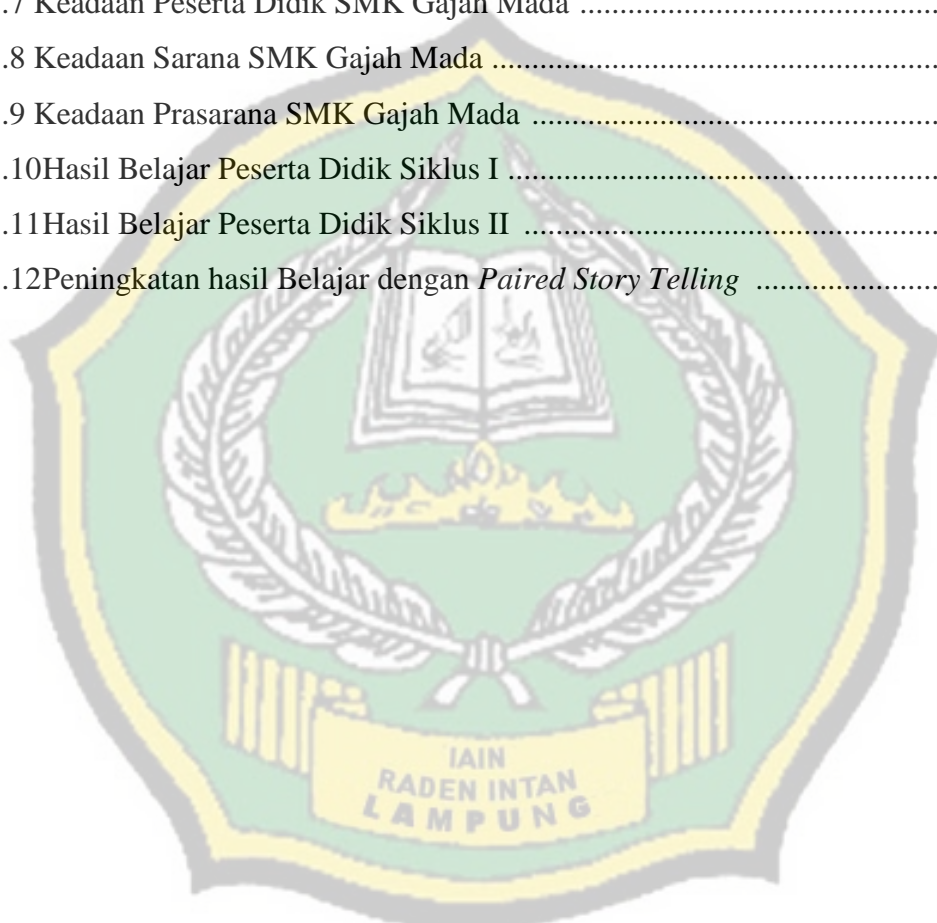 .7 Keadaan Peserta Didik SMK Gajah Mada ..............................................
.8 Keadaan Sarana SMK Gajah Mada .........................................................
.9 Keadaan Prasarana SMK Gajah Mada ....................................................
.10Hasil Belajar Peserta Didik Siklus I .......................................................
.11Hasil Belajar Peserta Didik Siklus II .....................................................
.12Peningkatan hasil Belajar dengan Paired Story Telling .......................
IAIN
RADEN INTAN
LAMPUNG